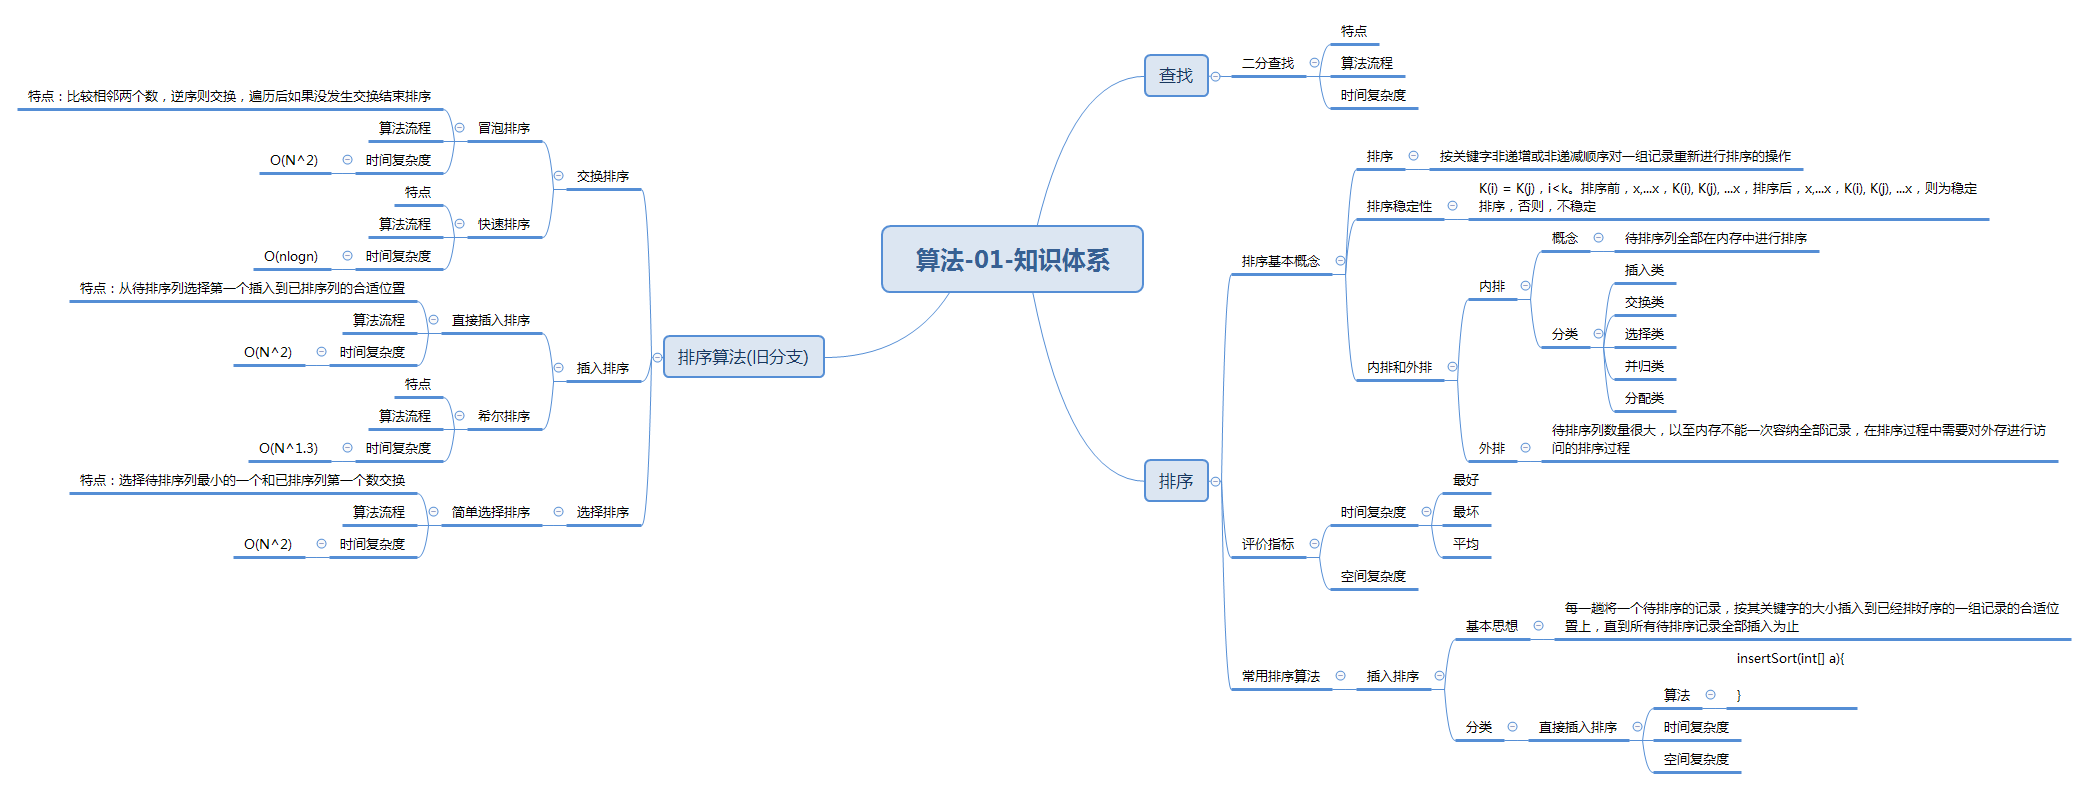 算法-01-知识体系
查找
二分查找
特点
算法流程
时间复杂度
排序
排序基本概念
排序
按关键字非递增或非递减顺序对一组记录重新进行排序的操作
排序稳定性
K(i) = K(j)，i<k。排序前，x,...x，K(i), K(j), ...x，排序后，x,...x，K(i), K(j), ...x，则为稳定
排序，否则，不稳定
内排和外排
内排
概念
待排序列全部在内存中进行排序
分类
插入类
交换类
选择类
并归类
分配类
外排
待排序列数量很大，以至内存不能一次容纳全部记录，在排序过程中需要对外存进行访
问的排序过程
评价指标
时间复杂度
最好
最坏
平均
空间复杂度
常用排序算法
插入排序
基本思想
每一趟将一个待排序的记录，按其关键字的大小插入到已经排好序的一组记录的合适位
置上，直到所有待排序记录全部插入为止
分类
直接插入排序
算法
insertSort(int[] a){
}
时间复杂度
空间复杂度
排序算法(旧分支)
交换排序
冒泡排序
特点：比较相邻两个数，逆序则交换，遍历后如果没发生交换结束排序
算法流程
时间复杂度
O(N^2)
快速排序
特点
算法流程
时间复杂度
O(nlogn)
插入排序
直接插入排序
特点：从待排序列选择第一个插入到已排序列的合适位置
算法流程
时间复杂度
O(N^2)
希尔排序
特点
算法流程
时间复杂度
O(N^1.3)
选择排序
简单选择排序
特点：选择待排序列最小的一个和已排序列第一个数交换
算法流程
时间复杂度
O(N^2)